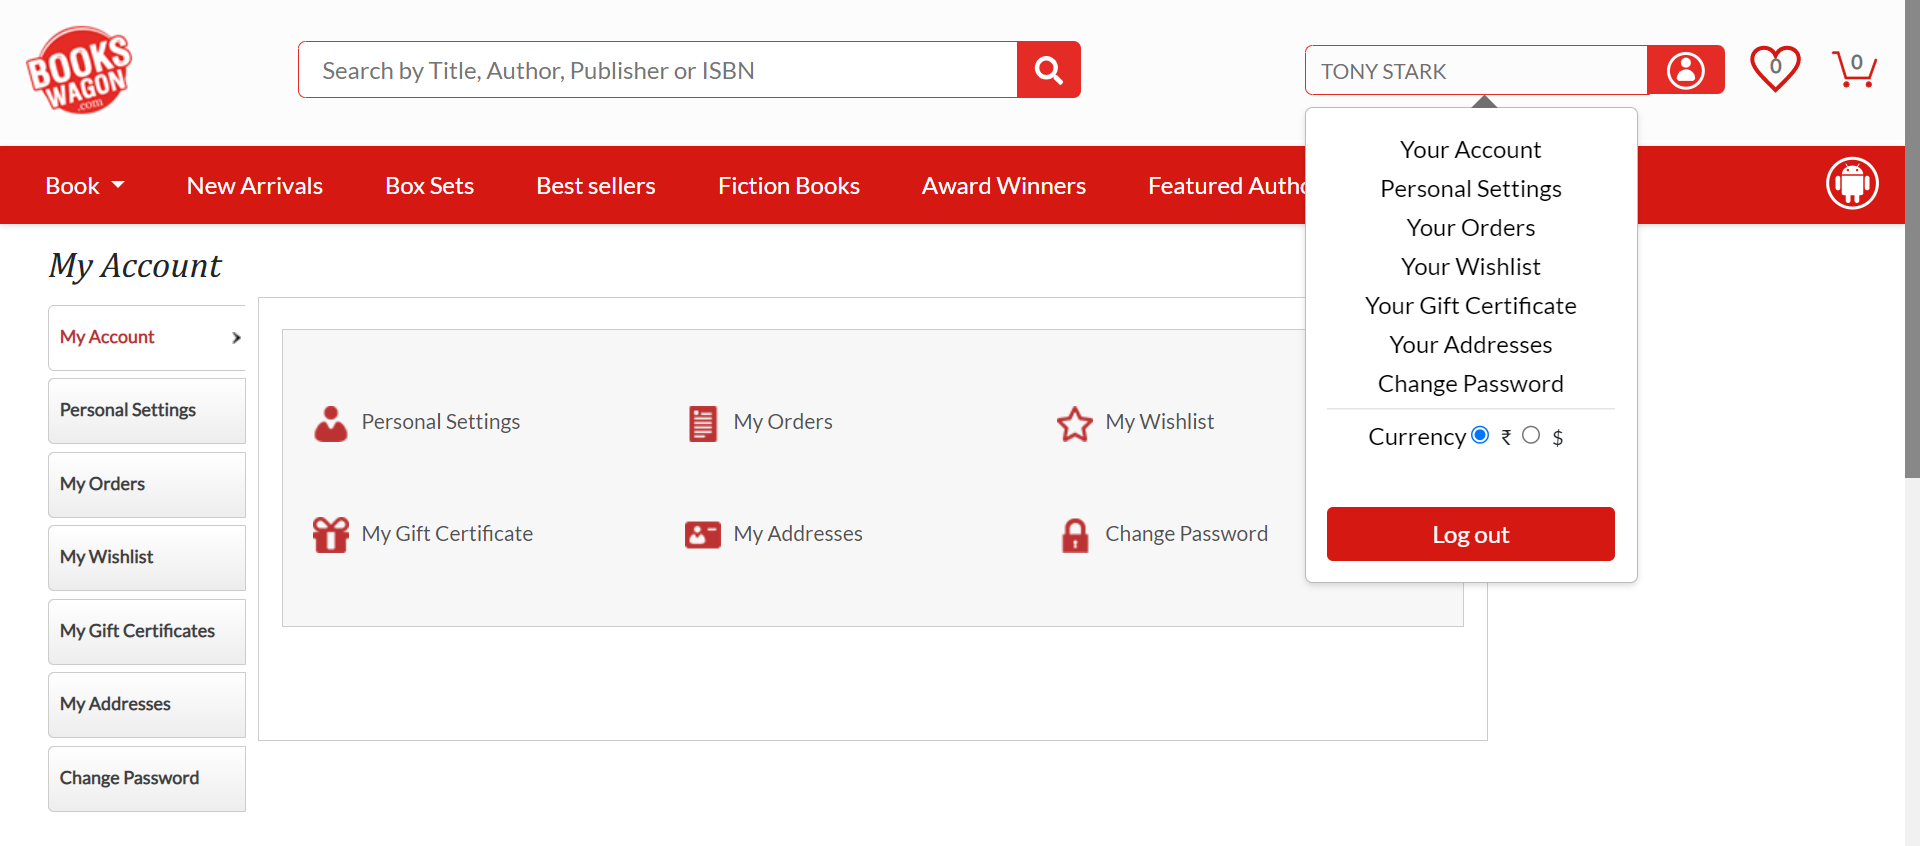 BOOKS
WAGON
.com
Search by Title, Author, Publisher or ISBN
TONY STARK
0
0
Book
New Arrivals
Box Sets
Best sellers
Fiction Books
Award Winners
Featured Autho
Your Account
Personal Settings
Your Orders
Your Wishlist
Your Gift Certificate
Your Addresses
Change Password
Currency ₹ $
Log out
My Account
My Account
Personal Settings
My Orders
My Wishlist
My Gift Certificates
My Addresses
Change Password
Personal Settings
My Orders
My Wishlist
My Gift Certificate
My Addresses
Change Password